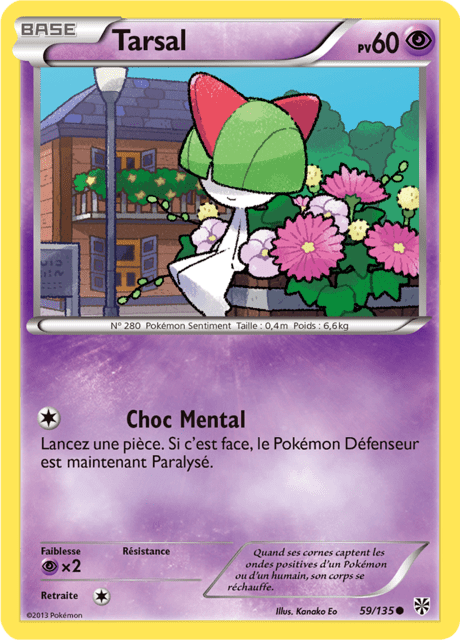 BASE
Tarsal
PV60
N° 280 Pokémon Sentiment Taille : 0,4m Poids : 6,6kg
Choc Mental
Lancez une pièce. Si c'est face, le Pokémon Défenseur
est maintenant Paralysé.
Faiblesse
Résistance
×2
Retraite
Quand ses cornes captent les
ondes positives d'un Pokémon
ou d'un humain, son corps se
réchauffe.
Illus. Kanako Eo
59/135
©2013 Pokémon